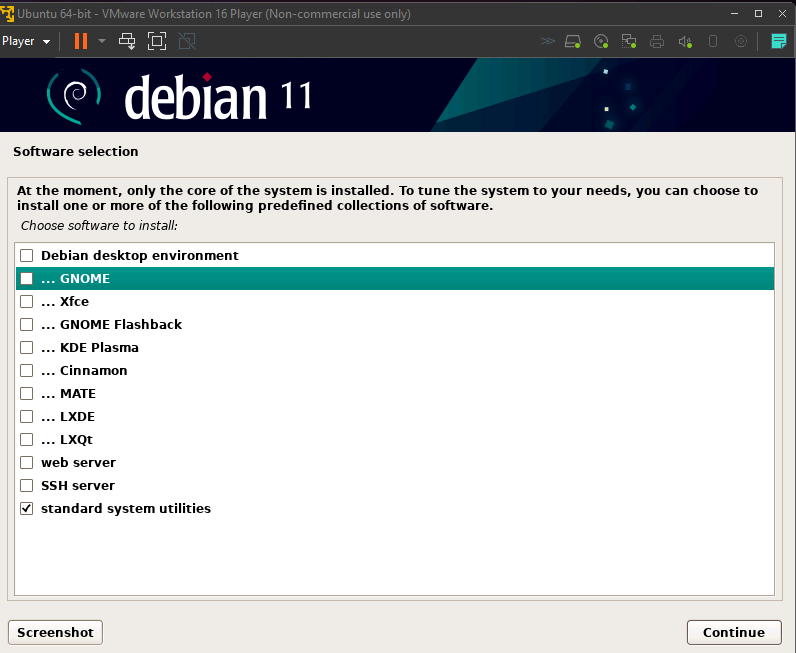 Ubuntu 64-bit - VMware Workstation 16 Player (Non-commercial use only)
Player
debian 11
Software selection
At the moment, only the core of the system is installed. To tune the system to your needs, you can choose to
install one or more of the following predefined collections of software.
Choose software to install:
Debian desktop environment
... GNOME
... Xfce
... GNOME Flashback
... KDE Plasma
... Cinnamon
... MATE
... LXDE
... LXQt
web server
SSH server
standard system utilities
Screenshot
Continue